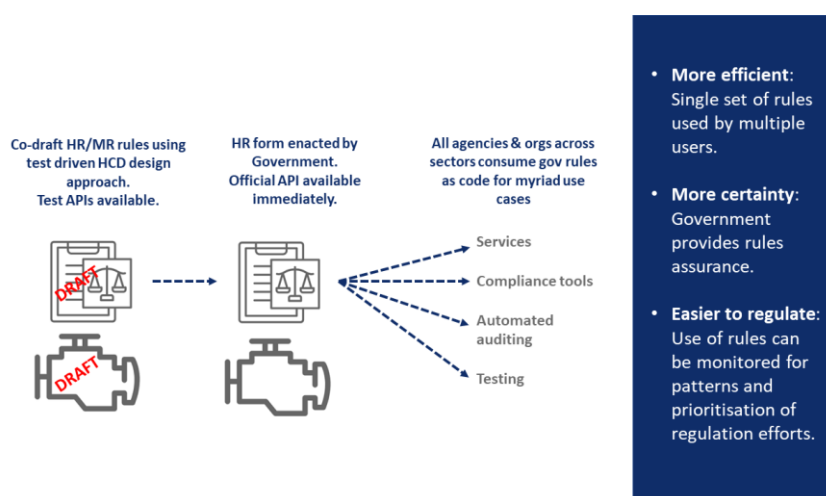 Co-draft HR/MR rules using
test driven HCD design
approach.
Test APIs available.
HR form enacted by
Government.
Official API available
immediately.
All agencies & orgs across
sectors consume gov rules
as code for myriad use
cases
DRAFT
DRAFT
Services
Compliance tools
Automated
auditing
Testing
• More efficient:
Single set of rules
used by multiple
users.
• More certainty:
Government
provides rules
assurance.
• Easier to regulate:
Use of rules can
be monitored for
patterns and
prioritisation of
regulation efforts.